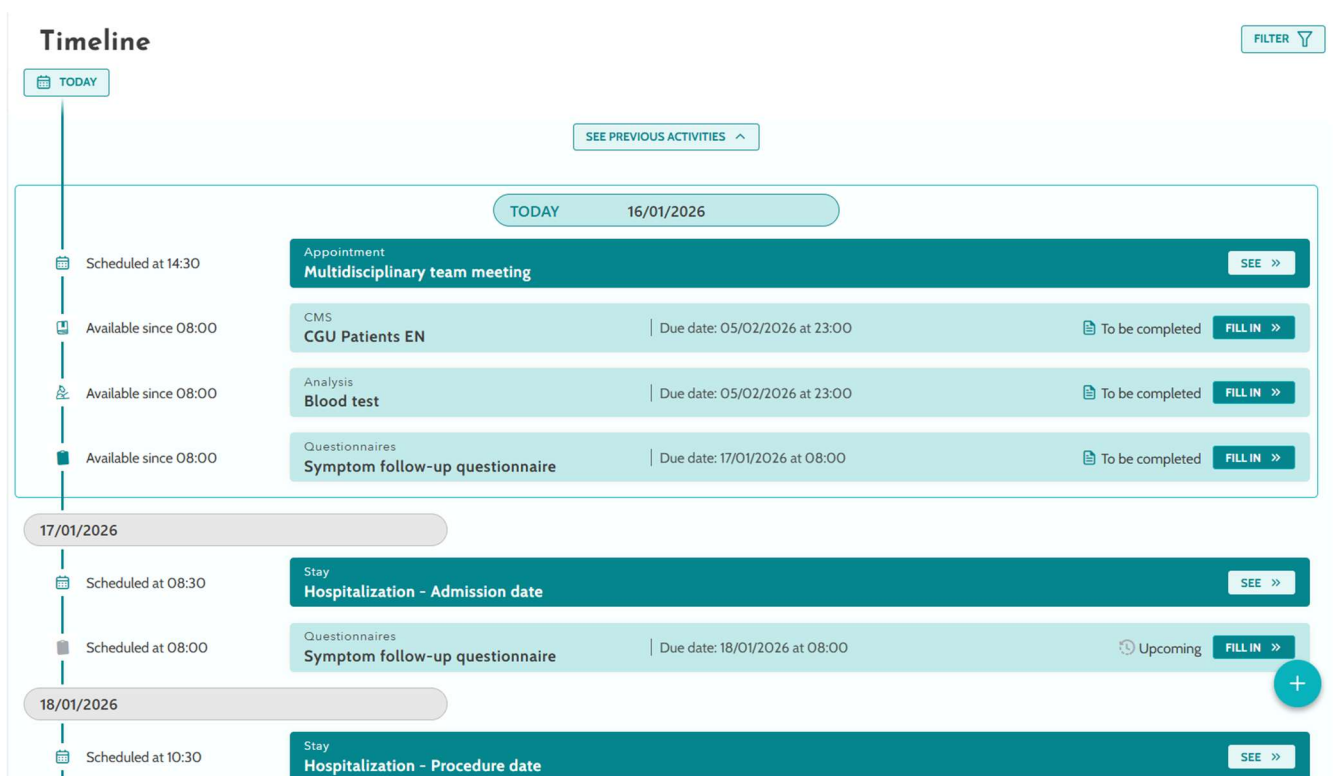 Timeline
FILTER
TODAY
SEE PREVIOUS ACTIVITIES
TODAY 16/01/2026
Scheduled at 14:30
Appointment
Multidisciplinary team meeting
SEE »
Available since 08:00
CMS
CGU Patients EN
Due date: 05/02/2026 at 23:00
To be completed
FILL IN »
Available since 08:00
Analysis
Blood test
Due date: 05/02/2026 at 23:00
To be completed
FILL IN »
Available since 08:00
Questionnaires
Symptom follow-up questionnaire
Due date: 17/01/2026 at 08:00
To be completed
FILL IN »
17/01/2026
Scheduled at 08:30
Stay
Hospitalization - Admission date
SEE »
Scheduled at 08:00
Questionnaires
Symptom follow-up questionnaire
Due date: 18/01/2026 at 08:00
Upcoming
FILL IN »
+
18/01/2026
Scheduled at 10:30
Stay
Hospitalization - Procedure date
SEE »